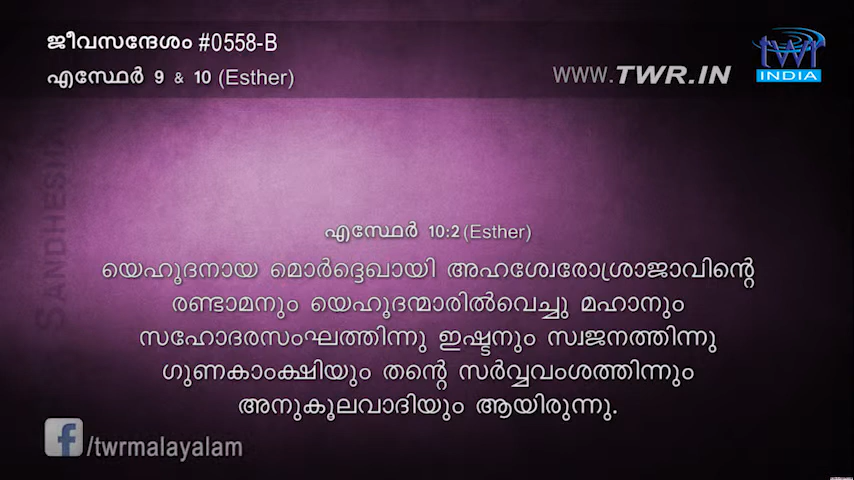 ജീവസന്ദേശം #0558-B
എസ്ഥേർ 9 & 10 (Esther)
WWW.TWR.IN
twr
INDIA
SANDHESHA
എസ്ഥേർ 10:2 (Esther)
യെഹൂദനായ മൊർദ്ദെഖായി അഹശ്വേരോശ്‌രാജാവിന്റെ
രണ്ടാമനും യെഹൂദന്മാരിൽവെച്ചു മഹാനും
സഹോദരസംഘത്തിന്നു ഇഷ്ടനും സ്വജനത്തിന്നു
ഗുണകാംക്ഷിയും തന്റെ സർവ്വവംശത്തിന്നും
അനുകൂലവാദിയും ആയിരുന്നു.
/twrmalayalam